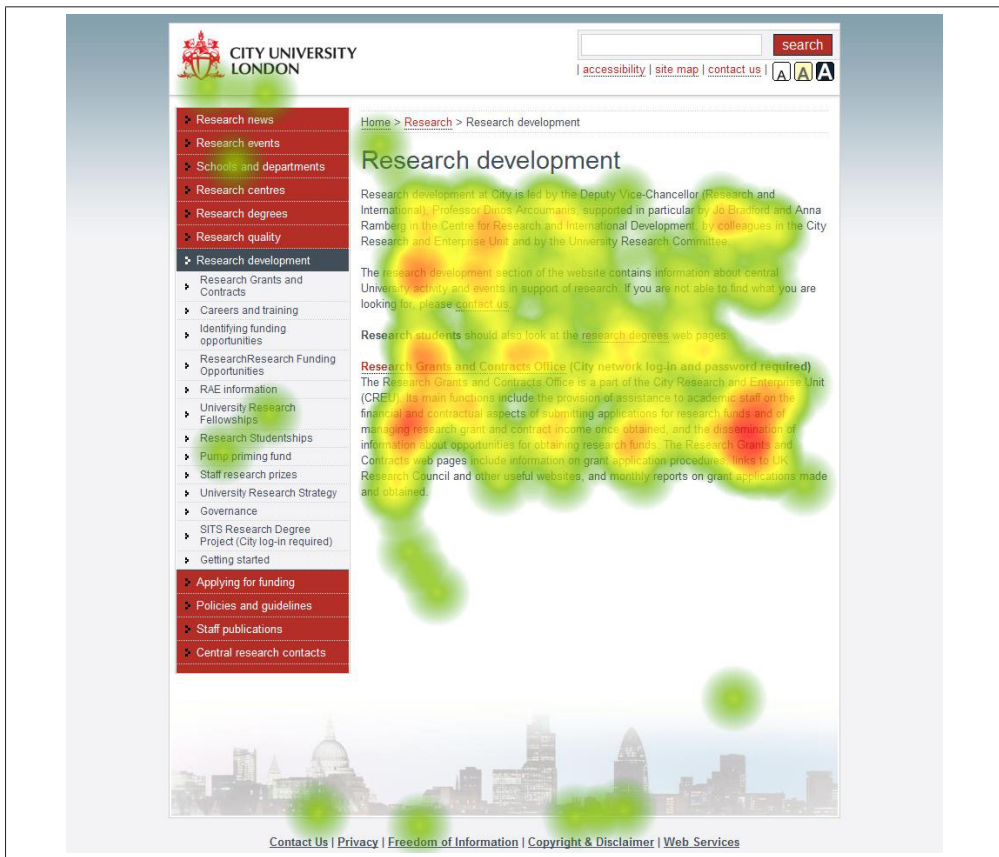 CITY UNIVERSITY
LONDON
search
| accessibility | site map | contact us | A A A
Research news
Research events
Schools and departments
Research centres
Research degrees
Research quality
Research development
Research Grants and
Contracts
Careers and training
Identifying funding
opportunities
ResearchResearch Funding
Opportunities
RAE information
University Research
Fellowships
Research Studentships
Pump priming fund
Staff research prizes
University Research Strategy
Governance
SITS Research Degree
Project (City log-in required)
Getting started
Applying for funding
Policies and guidelines
Staff publications
Central research contacts
Home > Research > Research development
Research development
Research development at City is led by the Deputy Vice-Chancellor (Research and
International), Professor Dinos Arcoumanis, supported in particular by Jo Bradford and Anna
Ramberg in the Centre for Research and International Development, by colleagues in the City
Research and Enterprise Unit and by the University Research Committee.
The research development section of the website contains information about central
University activity and events in support of research. If you are not able to find what you are
looking for, please contact us.
Research students should also look at the research degrees web pages.
Research Grants and Contracts Office (City network log-in and password required)
The Research Grants and Contracts Office is a part of the City Research and Enterprise Unit
(CREU). Its main functions include the provision of assistance to academic staff on the
financial and contractual aspects of submitting applications for research funds and of
managing research grant and contract income once obtained, and the dissemination of
information about opportunities for obtaining research funds. The Research Grants and
Contracts web pages include information on grant application procedures, links to UK
Research Council and other useful websites, and monthly reports on grant applications made
and obtained.
Contact Us | Privacy | Freedom of Information | Copyright & Disclaimer | Web Services